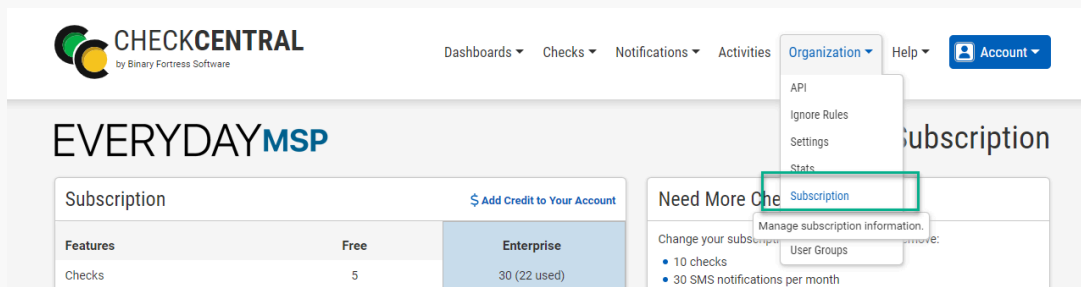 CHECKCENTRAL
by Binary Fortress Software
Dashboards Checks Notifications Activities Organization Help Account
API
Ignore Rules
Settings
Stats
Subscription
Manage subscription information.
User Groups
EVERYDAYMSP
Subscription
Subscription
$ Add Credit to Your Account
Features Free Enterprise
Checks 5 30 (22 used)
Need More Che
Change your subscrip
• 10 checks
• 30 SMS notifications per month